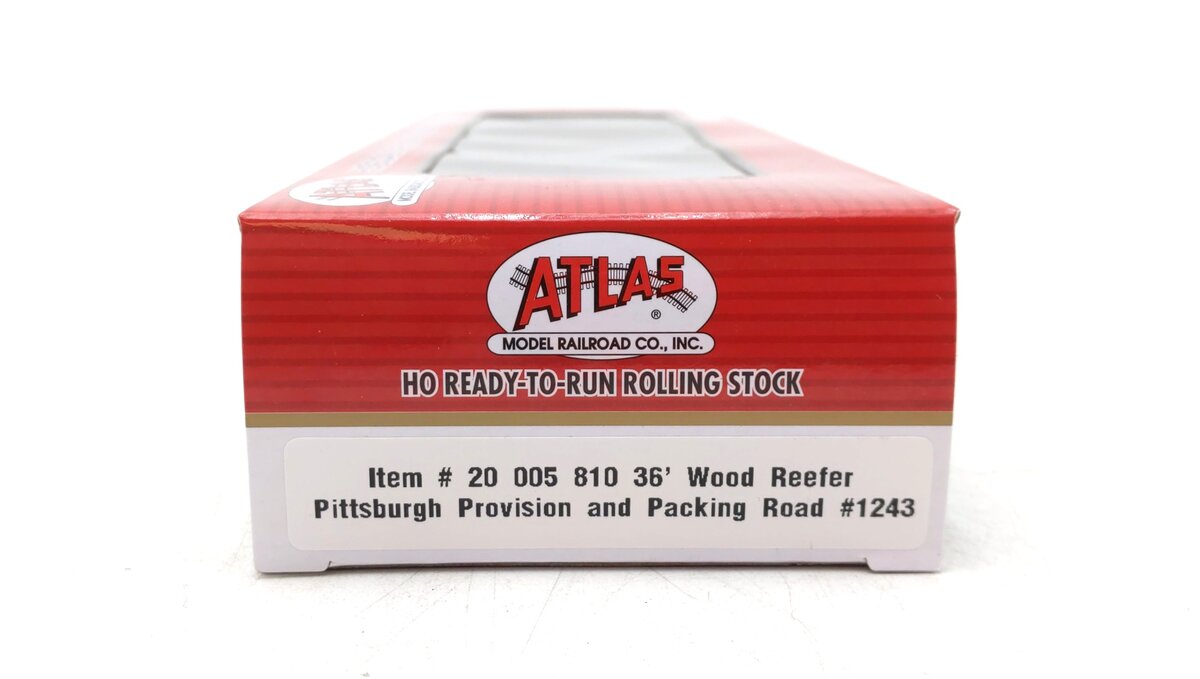 ATLAS
ATLAS
®
MODEL RAILROAD CO., INC.
HO READY-TO-RUN ROLLING STOCK
Item # 20 005 810 36' Wood Reefer
Pittsburgh Provision and Packing Road #1243